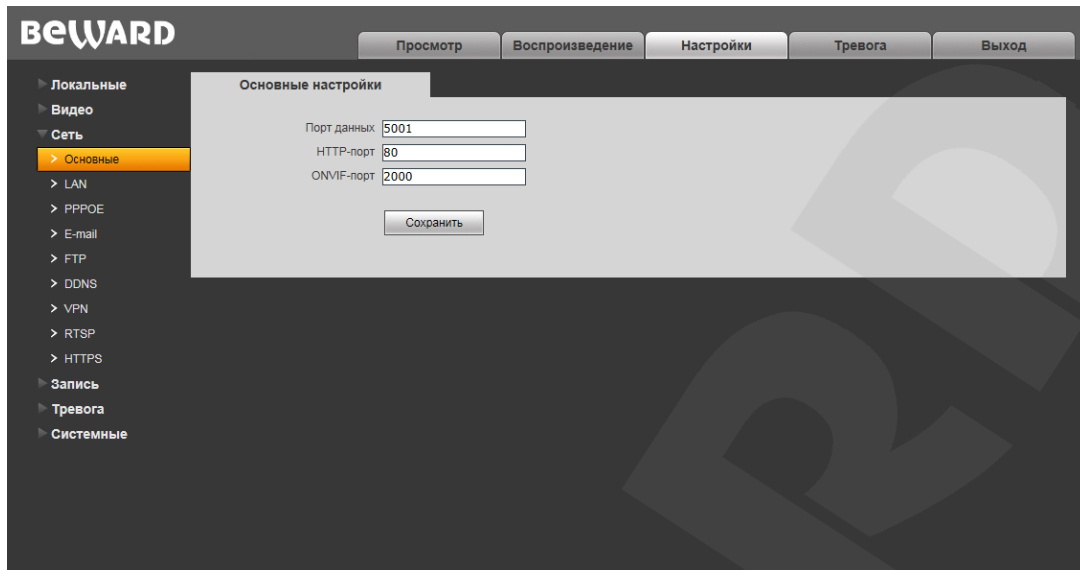 BEWARD
Просмотр
Воспроизведение
Настройки
Тревога
Выход
Локальные
Видео
Сеть
Основные
LAN
PPPOE
E-mail
FTP
DDNS
VPN
RTSP
HTTPS
Запись
Тревога
Системные
Основные настройки
Порт данных 5001
HTTP-порт 80
ONVIF-порт 2000
Сохранить
RD